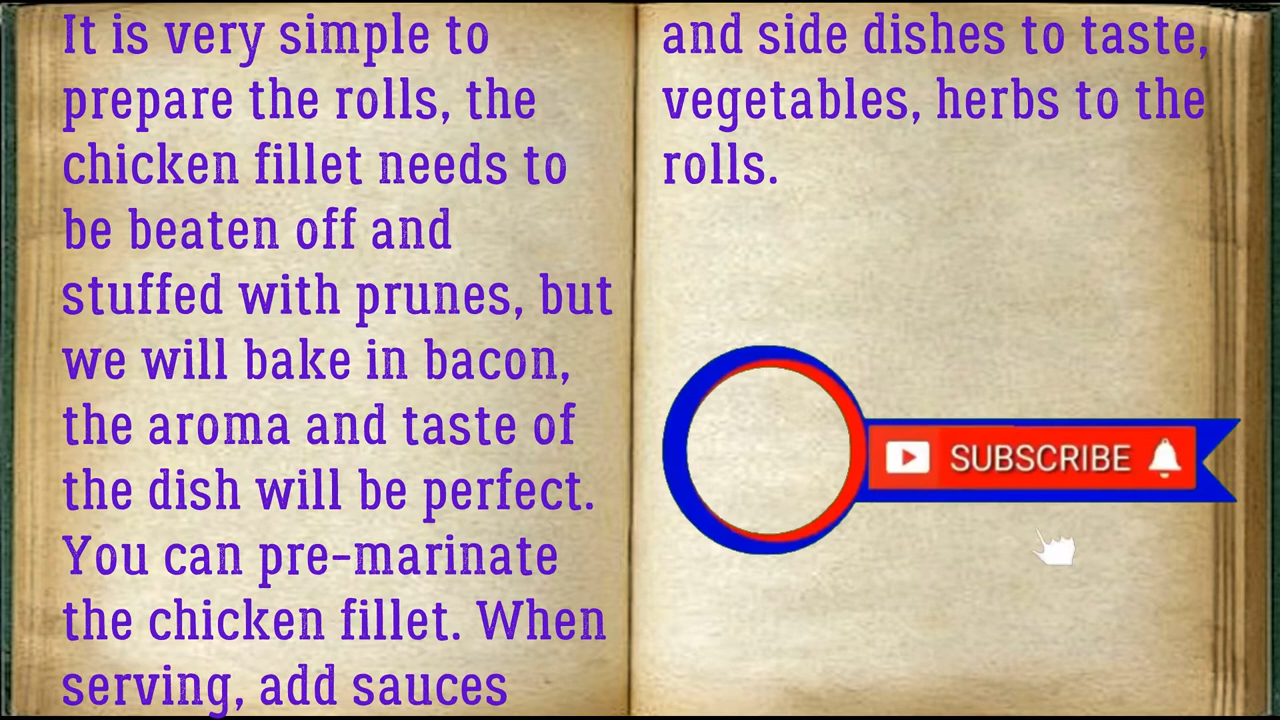 It is very simple to
prepare the rolls, the
chicken fillet needs to
be beaten off and
stuffed with prunes, but
we will bake in bacon,
the aroma and taste of
the dish will be perfect.
You can pre-marinate
the chicken fillet. When
serving, add sauces
and side dishes to taste,
vegetables, herbs to the
rolls.
SUBSCRIBE